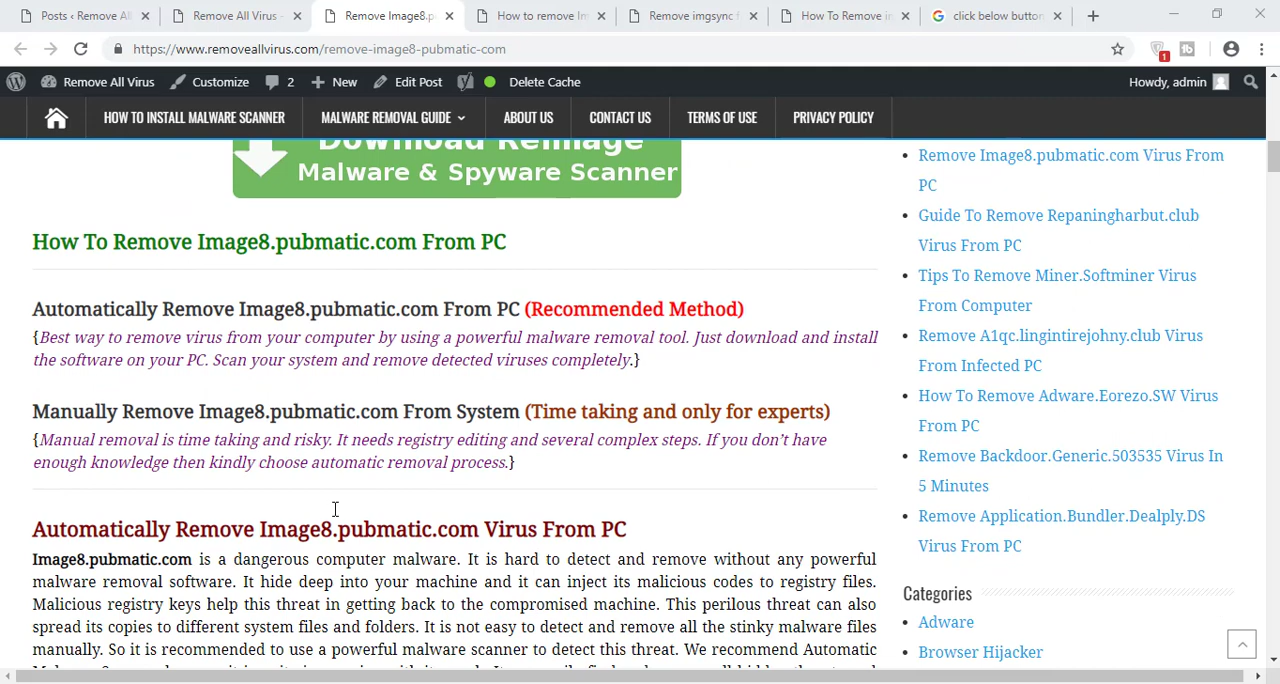 Posts ‹ Remove All
Remove All Virus -
Remove Image8.pu
How to remove Im
Remove imgsync f
How To Remove in
click below button
https://www.removeallvirus.com/remove-image8-pubmatic-com
1
Remove All Virus
Customize
2
New
Edit Post
Delete Cache
Howdy, admin
HOW TO INSTALL MALWARE SCANNER
MALWARE REMOVAL GUIDE
ABOUT US
CONTACT US
TERMS OF USE
PRIVACY POLICY
Download Reimage
Malware & Spyware Scanner
How To Remove Image8.pubmatic.com From PC
Automatically Remove Image8.pubmatic.com From PC (Recommended Method)
{Best way to remove virus from your computer by using a powerful malware removal tool. Just download and install
the software on your PC. Scan your system and remove detected viruses completely.}
Manually Remove Image8.pubmatic.com From System (Time taking and only for experts)
{Manual removal is time taking and risky. It needs registry editing and several complex steps. If you don't have
enough knowledge then kindly choose automatic removal process.}
Automatically Remove Image8.pubmatic.com Virus From PC
Image8.pubmatic.com is a dangerous computer malware. It is hard to detect and remove without any powerful
malware removal software. It hide deep into your machine and it can inject its malicious codes to registry files.
Malicious registry keys help this threat in getting back to the compromised machine. This perilous threat can also
spread its copies to different system files and folders. It is not easy to detect and remove all the stinky malware files
manually. So it is recommended to use a powerful malware scanner to detect this threat. We recommend Automatic
Remove Image8.pubmatic.com Virus From
PC
Guide To Remove Repaningharbut.club
Virus From PC
Tips To Remove Miner.Softminer Virus
From Computer
Remove A1qc.lingintirejohny.club Virus
From Infected PC
How To Remove Adware.Eorezo.SW Virus
From PC
Remove Backdoor.Generic.503535 Virus In
5 Minutes
Remove Application.Bundler.Dealply.DS
Virus From PC
Categories
Adware
Browser Hijacker